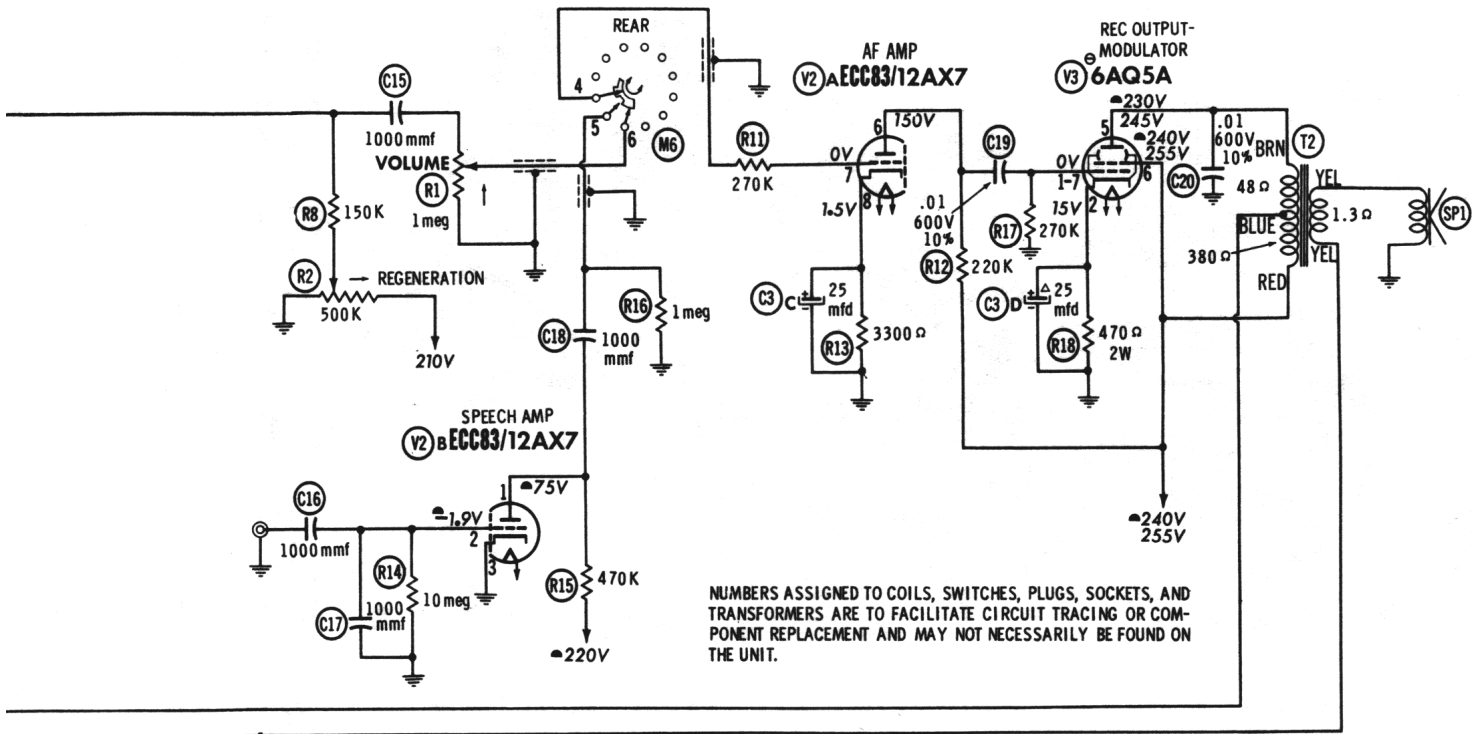 REAR
4
5
6
M6
C15
1000 mmf
VOLUME
R1
1 meg
R8
150 K
R2
→ REGENERATION
500 K
210V
C18
1000
mmf
R16
1 meg
SPEECH AMP
V2 B ECC83/12AX7
1
75V
-1.9V
2
3
C16
1000 mmf
R14
10 meg
C17
1000
mmf
R15
470 K
220V
R11
270 K
AF AMP
V2 A ECC83/12AX7
6
150V
0V
7
8
1.5V
C3 C
25
mfd
R13
3300 Ω
C19
.01
600V
10%
R12
220 K
R17
270 K
REC OUTPUT-
MODULATOR
V3 6AQ5A
230V
245V
5
240V
255V
6
0V
1-7
15V
2
C3 D
25
mfd
R18
470 Ω
2W
.01
600V
10%
C20
BRN
T2
48 Ω
BLUE
380 Ω
RED
YEL
1.3 Ω
YEL
SP1
240V
255V
NUMBERS ASSIGNED TO COILS, SWITCHES, PLUGS, SOCKETS, AND
TRANSFORMERS ARE TO FACILITATE CIRCUIT TRACING OR COM-
PONENT REPLACEMENT AND MAY NOT NECESSARILY BE FOUND ON
THE UNIT.